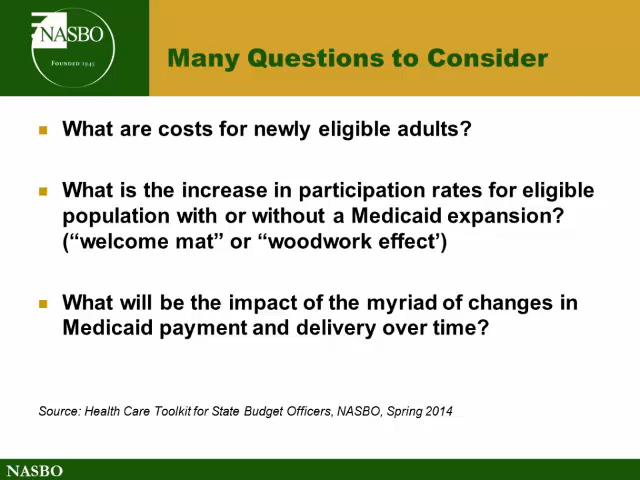 NASBO
FOUNDED 1945
Many Questions to Consider
What are costs for newly eligible adults?
What is the increase in participation rates for eligible
population with or without a Medicaid expansion?
(“welcome mat” or “woodwork effect’)
What will be the impact of the myriad of changes in
Medicaid payment and delivery over time?
Source: Health Care Toolkit for State Budget Officers, NASBO, Spring 2014
NASBO